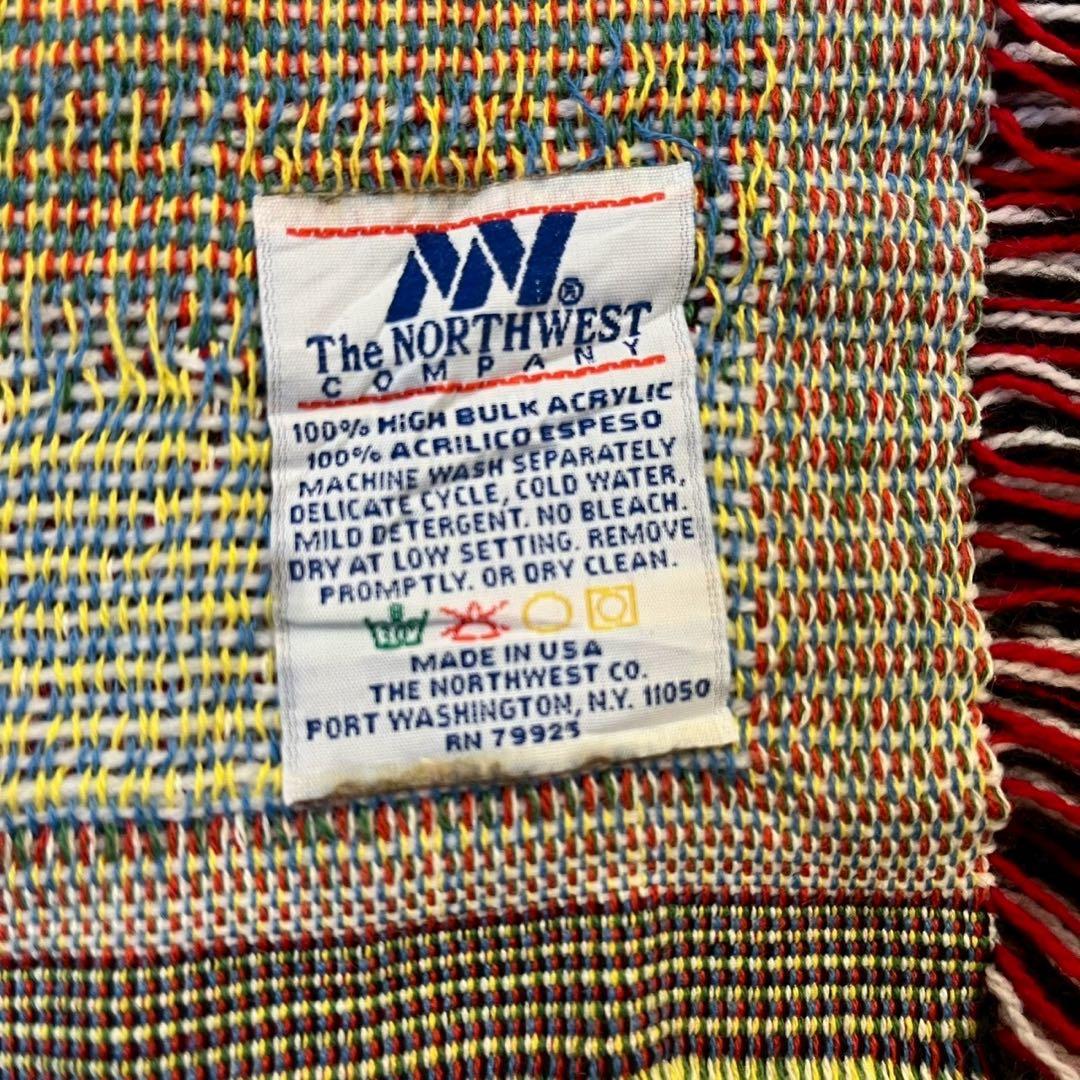 ®
The NORTHWEST
COMPANY
100% HIGH BULK ACRYLIC
100% ACRILICO ESPESO
MACHINE WASH SEPARATELY
DELICATE CYCLE, COLD WATER,
MILD DETERGENT. NO BLEACH.
DRY AT LOW SETTING. REMOVE
PROMPTLY. OR DRY CLEAN.
MADE IN USA
THE NORTHWEST CO.
PORT WASHINGTON, N.Y. 11050
RN 79925